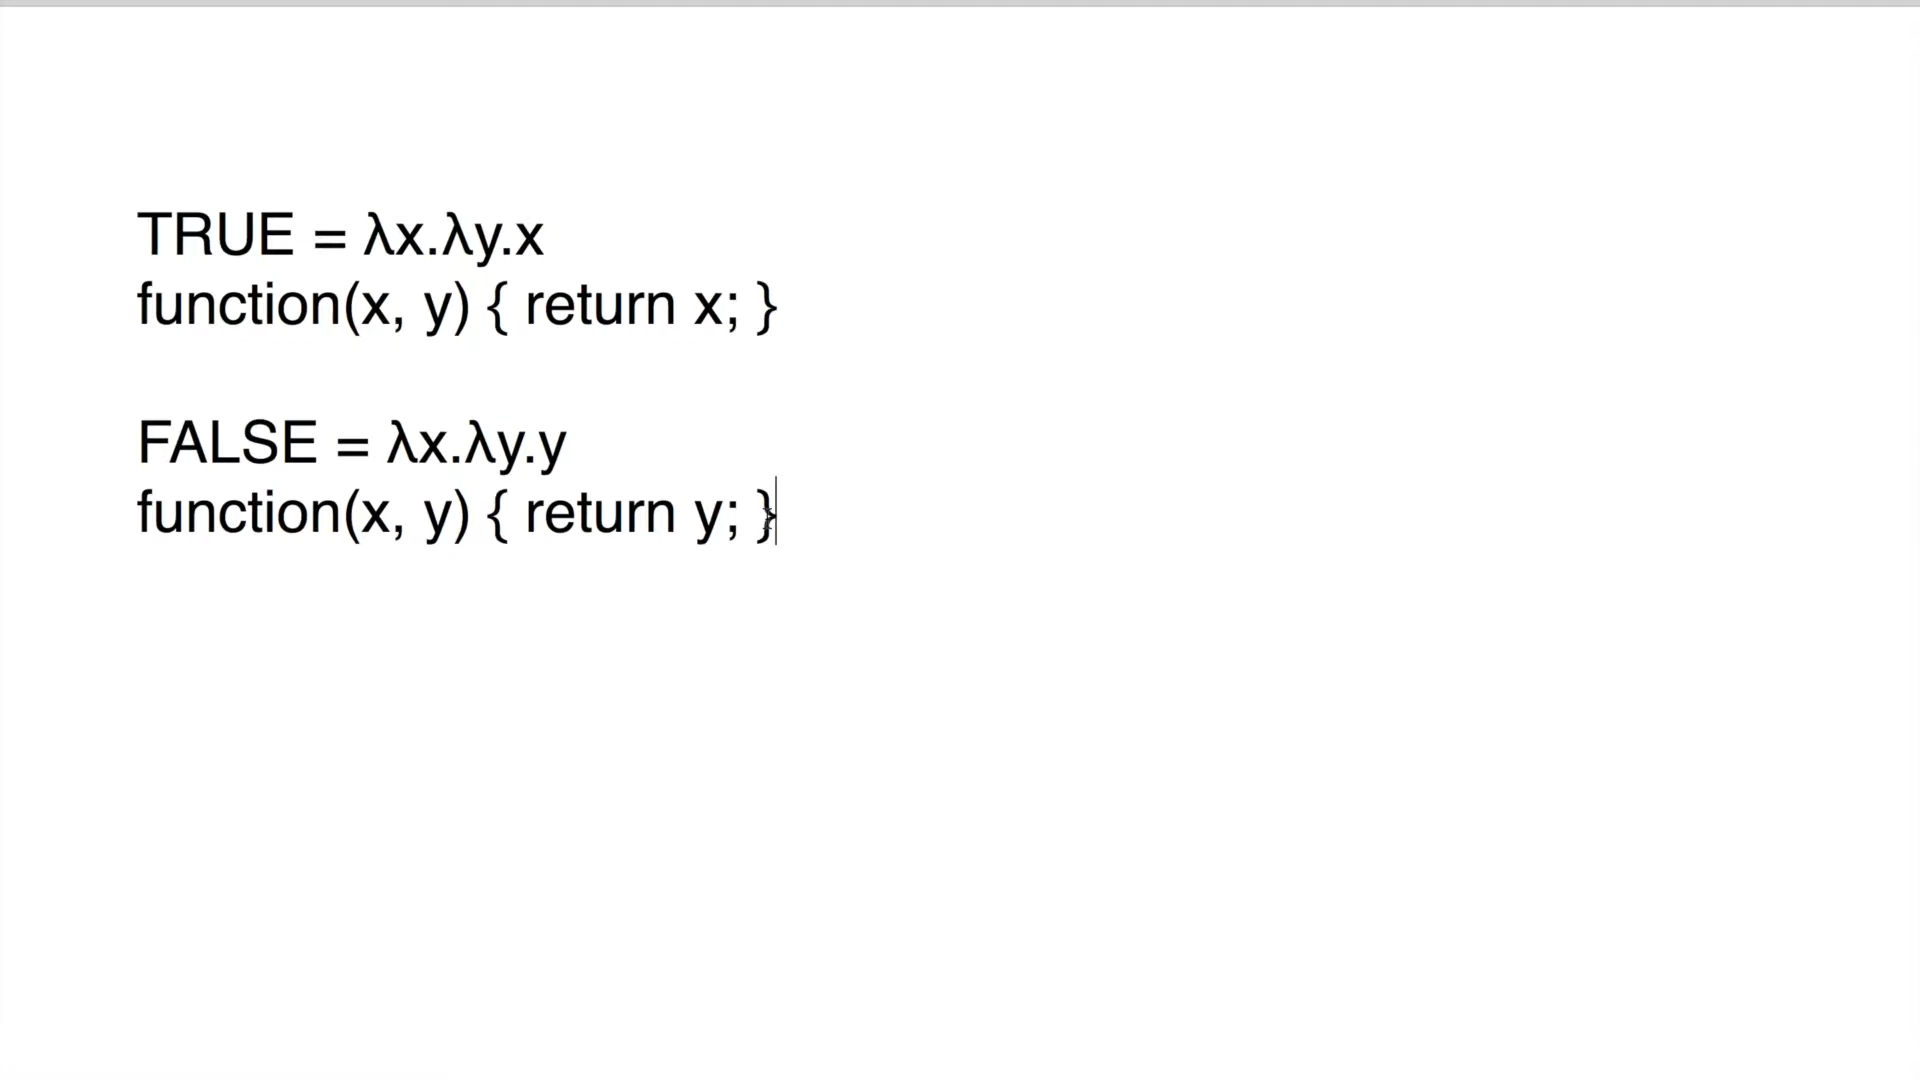 TRUE = λx.λy.x
function(x, y) { return x; }
FALSE = λx.λy.y
function(x, y) { return y; }